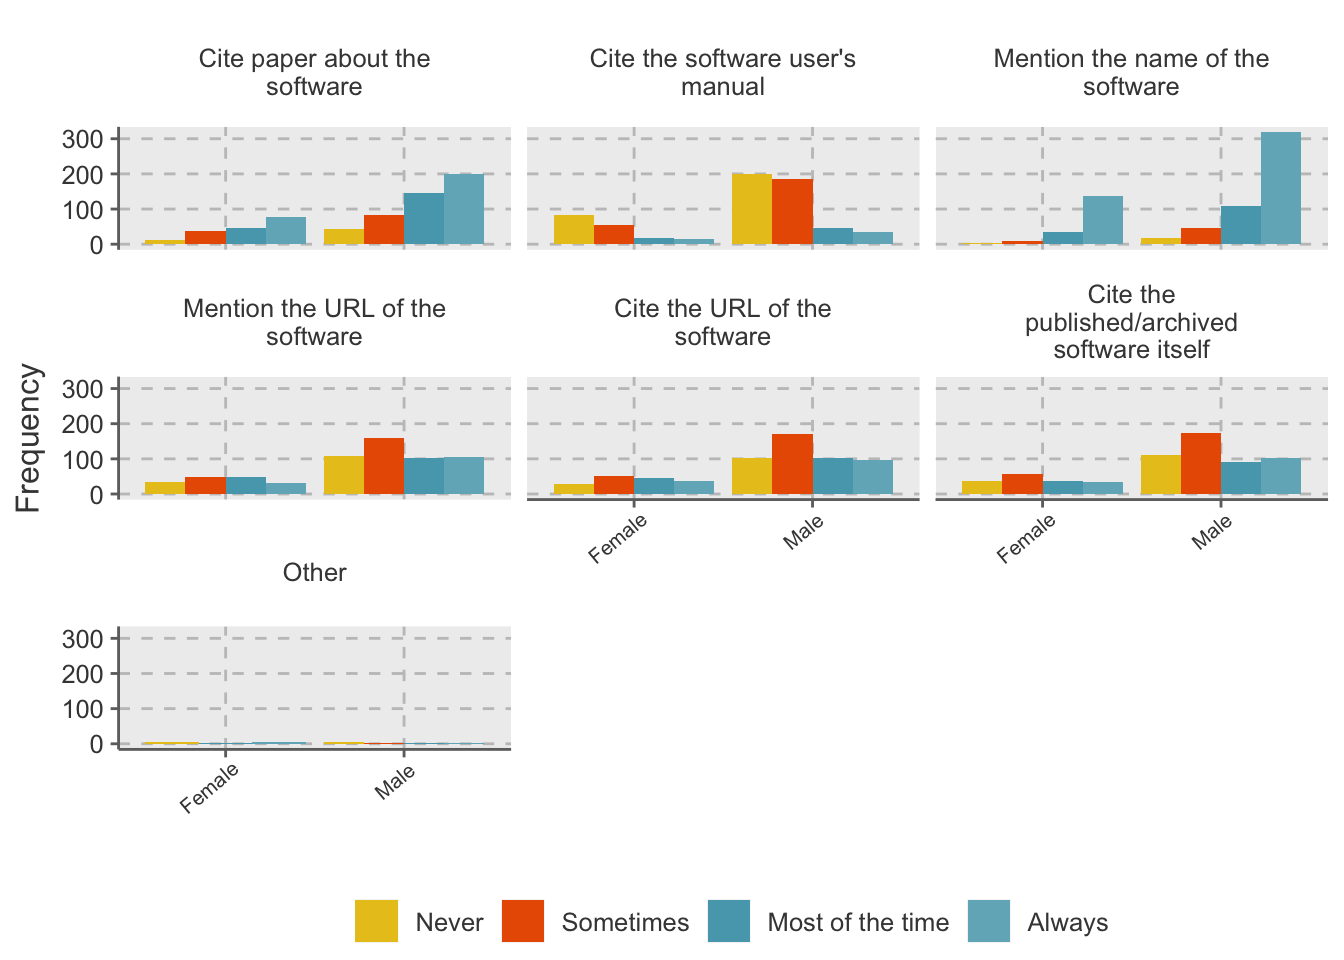 Cite paper about the
software
Cite the software user's
manual
Mention the name of the
software
300
200
100
0
Mention the URL of the
software
Cite the URL of the
software
Cite the
published/archived
software itself
Frequency
300
200
100
0
Female
Male
Female
Male
Other
300
200
100
0
Female
Male
Never
Sometimes
Most of the time
Always